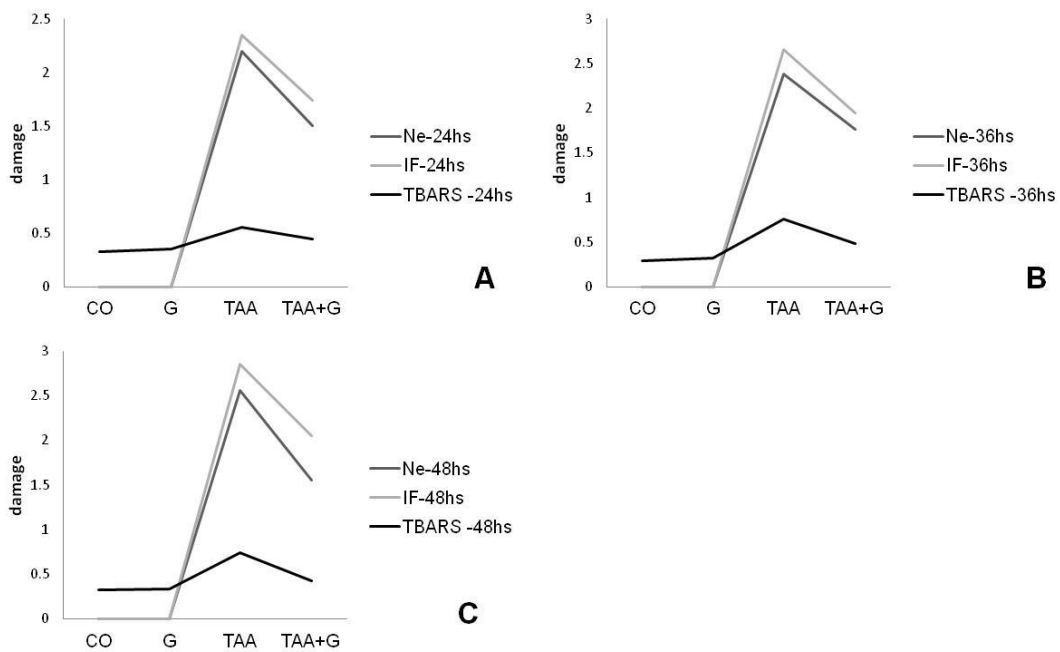 2.5
2
1.5
1
0.5
0
damage
CO G TAA TAA+G
Ne-24hs
IF-24hs
TBARS -24hs
A
3
2.5
2
1.5
1
0.5
0
damage
CO G TAA TAA+G
Ne-36hs
IF-36hs
TBARS -36hs
B
3
2.5
2
1.5
1
0.5
0
damage
CO G TAA TAA+G
Ne-48hs
IF-48hs
TBARS -48hs
C